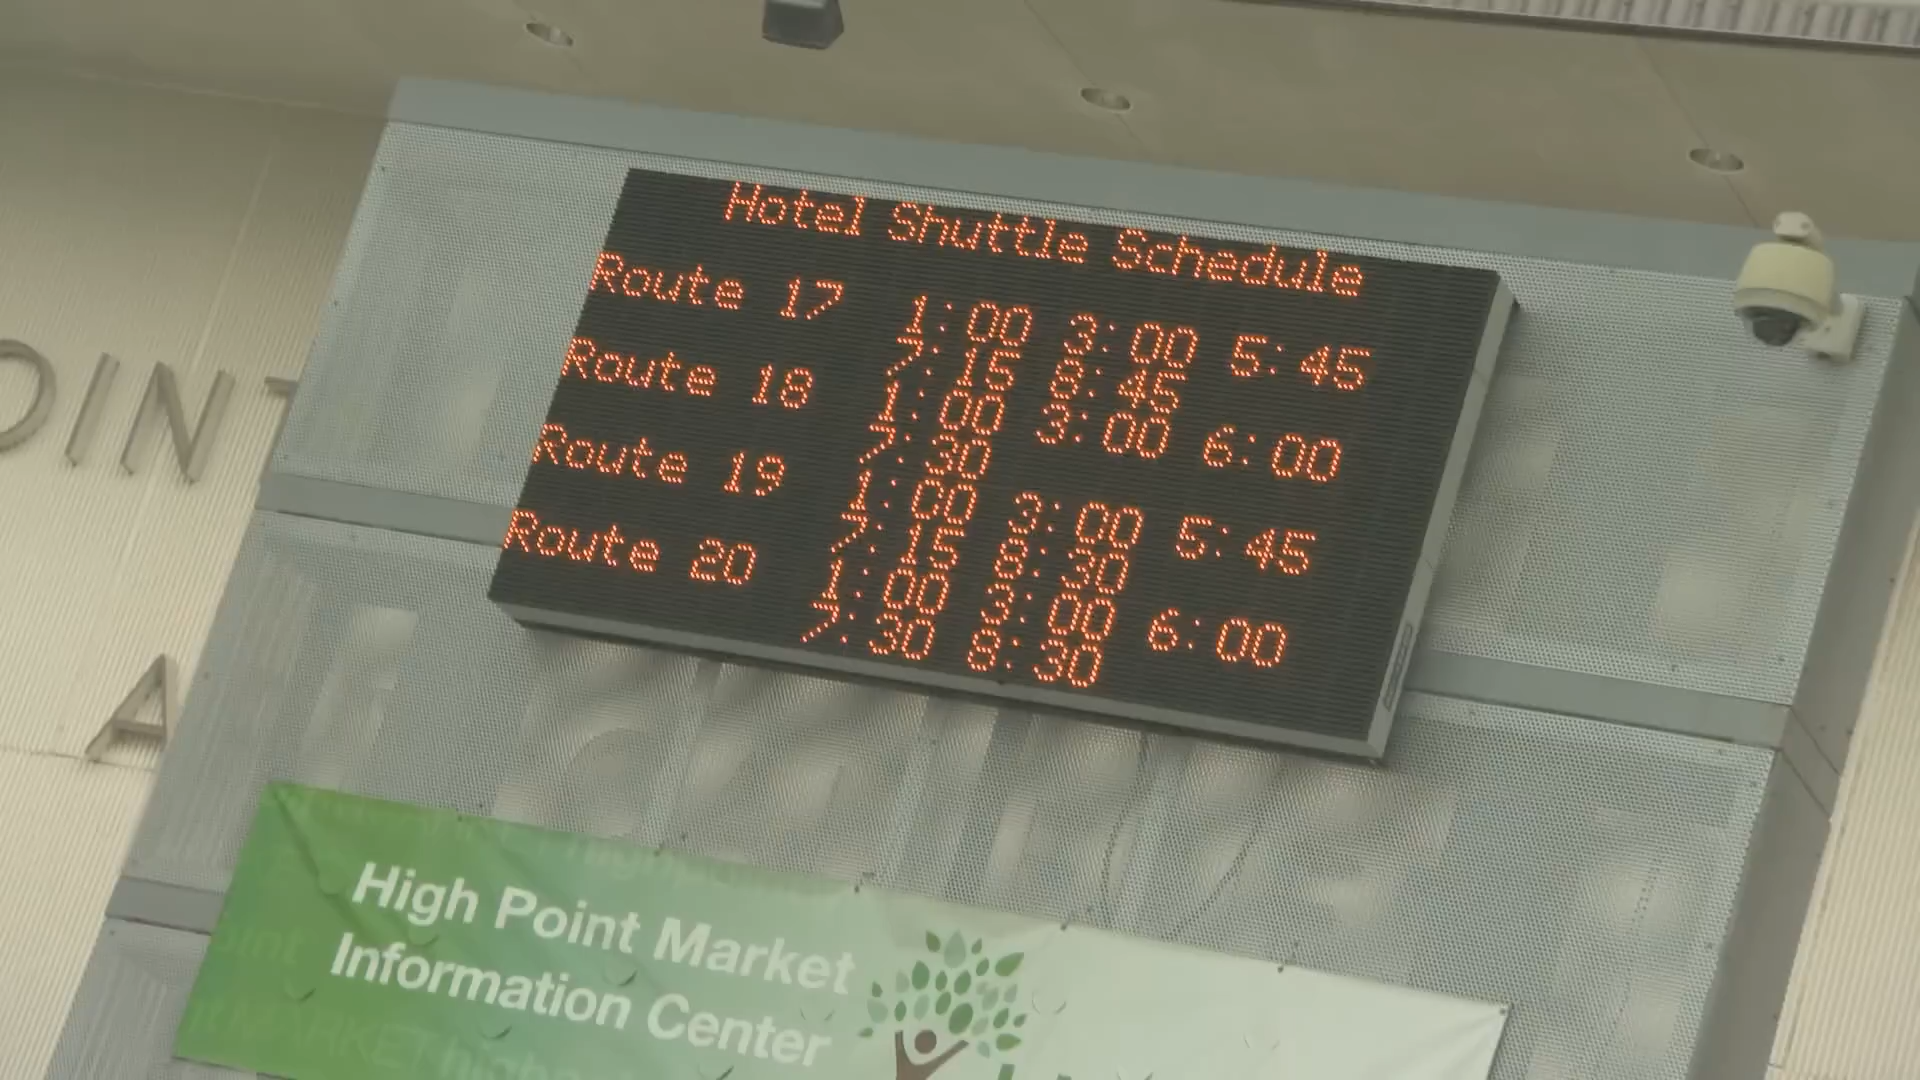 Hotel Shuttle Schedule
Route 17 1:00 3:00 5:45
7:15 8:45
Route 18 1:00 3:00 6:00
7:30
Route 19 1:00 3:00 5:45
7:15 8:30
Route 20 1:00 3:00 6:00
7:30 8:30
OINT
A
High Point Market
Information Center